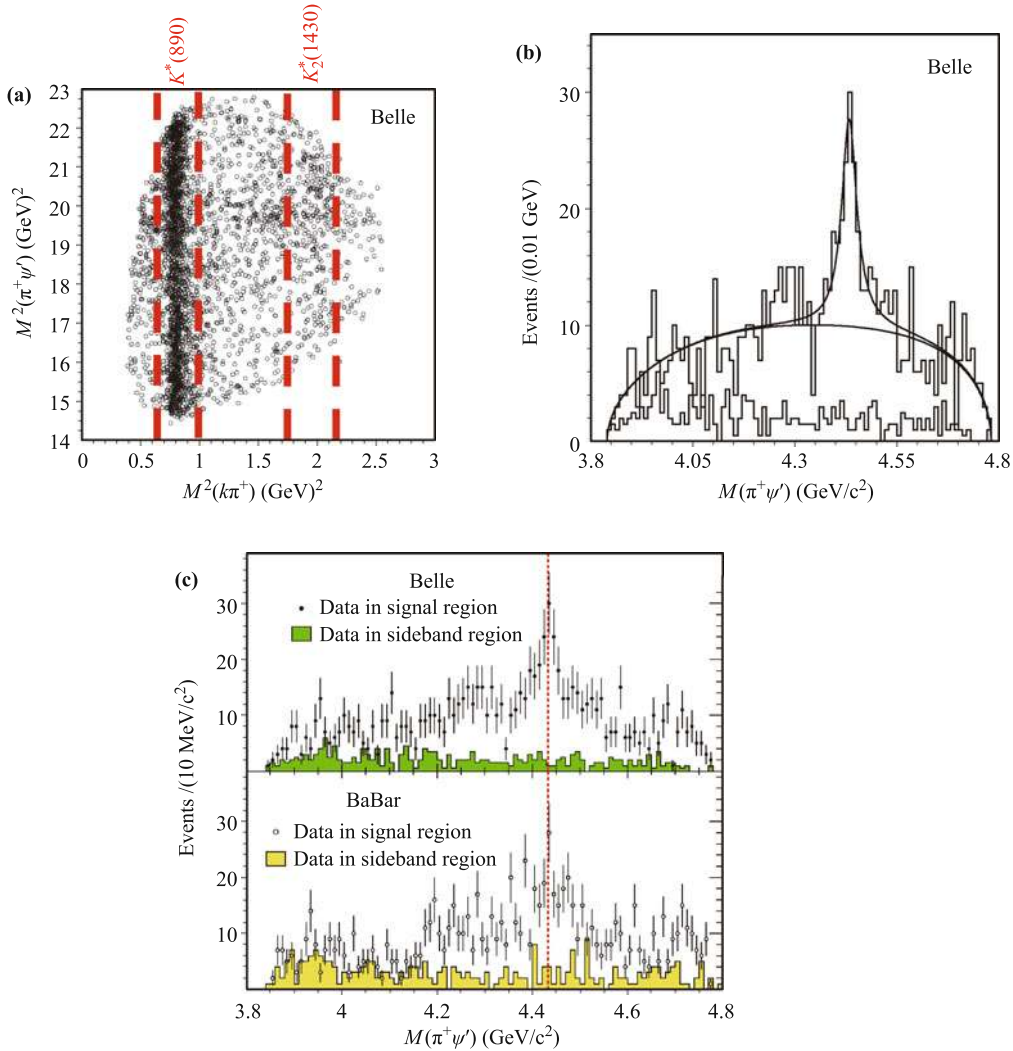 (a)
K*(890)
K₂*(1430)
Belle
M²(π⁺ψ′) (GeV)²
23
22
21
20
19
18
17
16
15
14
0 0.5 1 1.5 2 2.5 3
M²(kπ⁺) (GeV)²
(b)
Belle
Events /(0.01 GeV)
30
20
10
0
3.8 4.05 4.3 4.55 4.8
M(π⁺ψ′) (GeV/c²)
(c)
Belle
Data in signal region
Data in sideband region
30
20
10
Events /(10 MeV/c²)
BaBar
Data in signal region
Data in sideband region
30
20
10
3.8 4 4.2 4.4 4.6 4.8
M(π⁺ψ′) (GeV/c²)